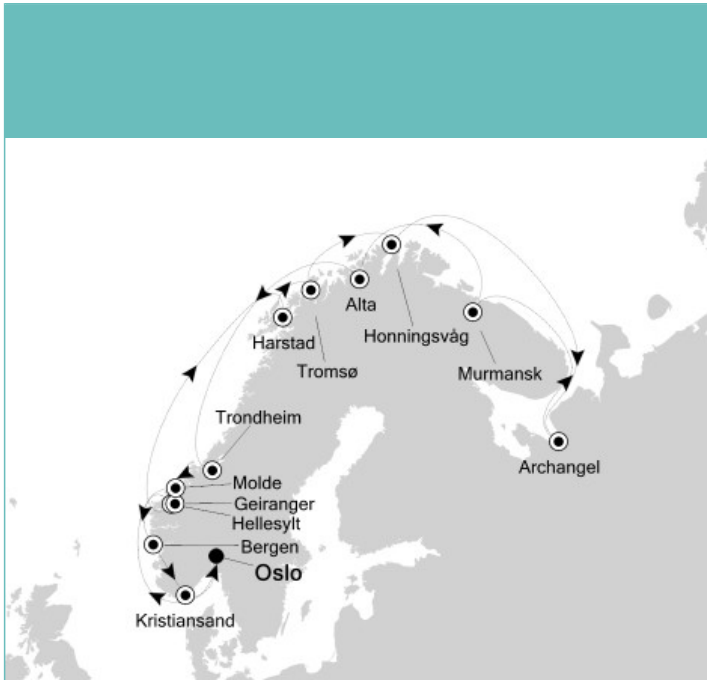 Alta
Harstad
Honningsvåg
Tromsø
Murmansk
Trondheim
Archangel
Molde
Geiranger
Hellesylt
Bergen
Oslo
Kristiansand